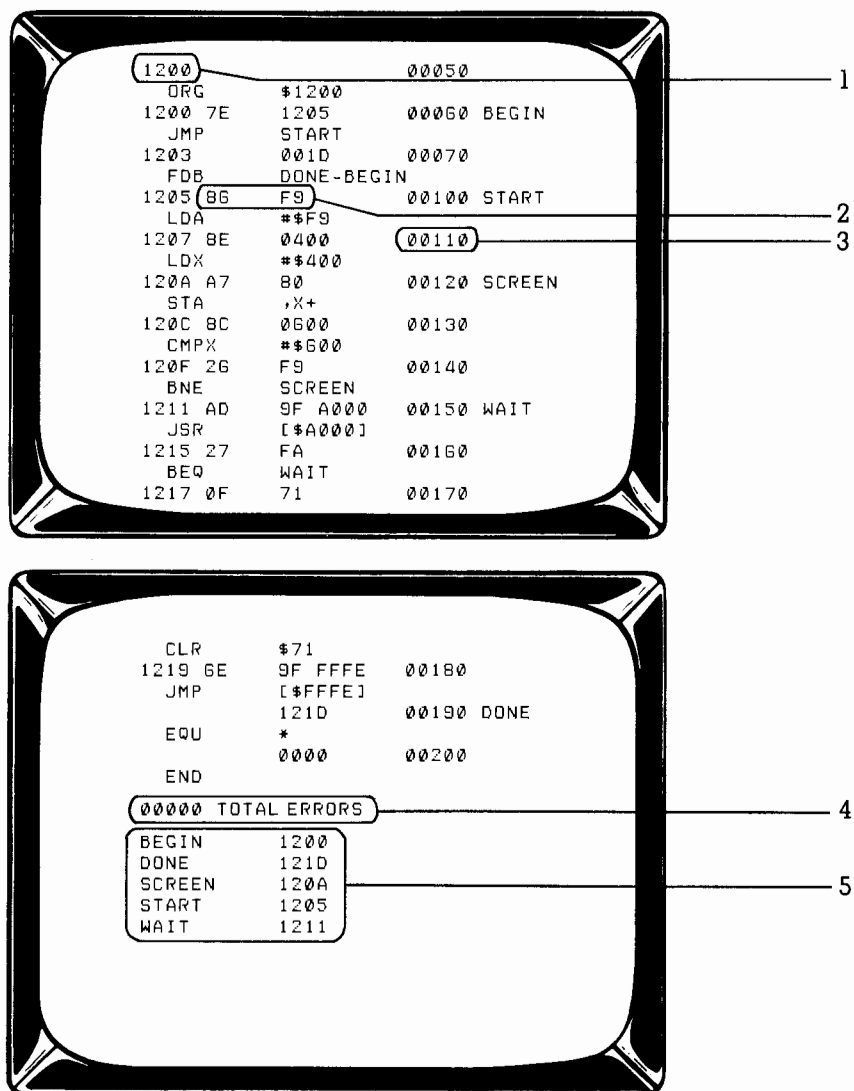 1200 00050
1
ORG $1200
1200 7E 1205 00060 BEGIN
JMP START
1203 001D 00070
FDB DONE-BEGIN
1205 86 F9 00100 START
2
LDA #$F9
1207 8E 0400 00110
3
LDX #$400
120A A7 80 00120 SCREEN
STA ,X+
120C 8C 0600 00130
CMPX #$600
120F 26 F9 00140
BNE SCREEN
1211 AD 9F A000 00150 WAIT
JSR [$A000]
1215 27 FA 00160
BEQ WAIT
1217 0F 71 00170
CLR $71
1219 6E 9F FFFE 00180
JMP [$FFFE]
121D 00190 DONE
EQU *
0000 00200
END
00000 TOTAL ERRORS
4
BEGIN 1200
DONE 121D
SCREEN 120A
5
START 1205
WAIT 1211